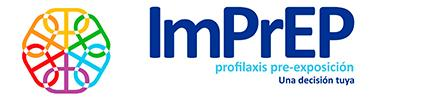 ImPrEP
profilaxis pre-exposición
Una decisión tuya